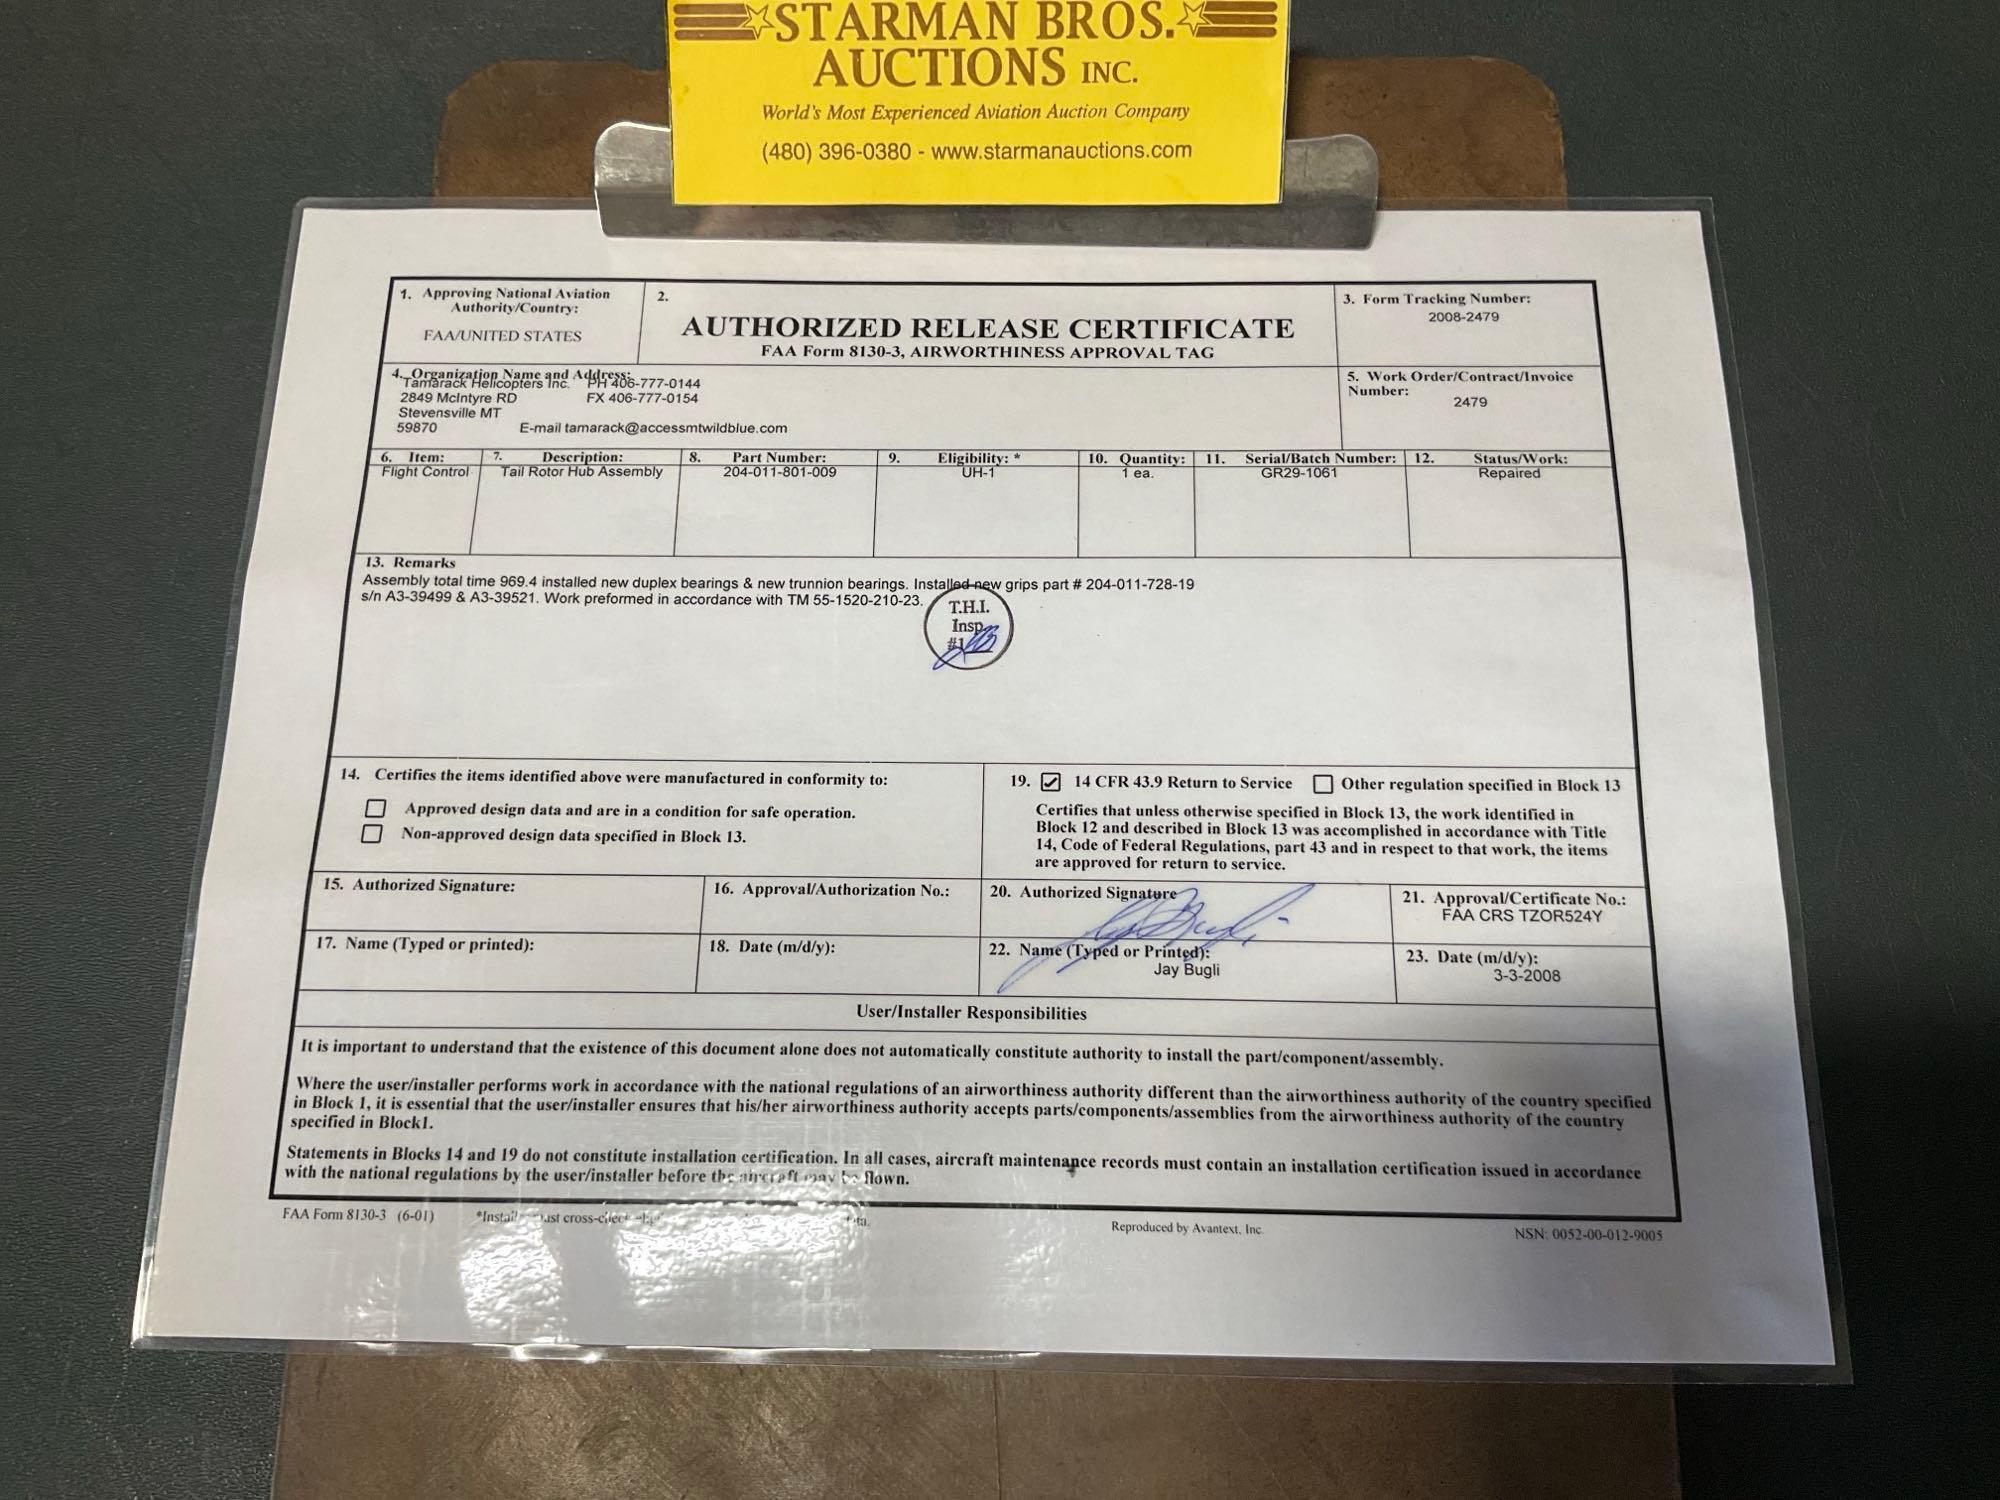 STARMAN BROS.
AUCTIONS INC.
World's Most Experienced Aviation Auction Company
(480) 396-0380 - www.starmanauctions.com
1. Approving National Aviation
Authority/Country:
FAA/UNITED STATES
2.
AUTHORIZED RELEASE CERTIFICATE
FAA Form 8130-3, AIRWORTHINESS APPROVAL TAG
3. Form Tracking Number:
2008-2479
4. Organization Name and Address:
Tamarack Helicopters Inc. PH 406-777-0144
2849 McIntyre RD FX 406-777-0154
Stevensville MT
59870 E-mail tamarack@accessmtwildblue.com
5. Work Order/Contract/Invoice
Number:
2479
6. Item: 7. Description: 8. Part Number: 9. Eligibility: * 10. Quantity: 11. Serial/Batch Number: 12. Status/Work:
Flight Control Tail Rotor Hub Assembly 204-011-801-009 UH-1 1 ea. GR29-1061 Repaired
13. Remarks
Assembly total time 969.4 installed new duplex bearings & new trunnion bearings. Installed new grips part # 204-011-728-19
s/n A3-39499 & A3-39521. Work preformed in accordance with TM 55-1520-210-23.
T.H.I.
Insp.
#1
14. Certifies the items identified above were manufactured in conformity to:
Approved design data and are in a condition for safe operation.
Non-approved design data specified in Block 13.
19. 14 CFR 43.9 Return to Service Other regulation specified in Block 13
Certifies that unless otherwise specified in Block 13, the work identified in
Block 12 and described in Block 13 was accomplished in accordance with Title
14, Code of Federal Regulations, part 43 and in respect to that work, the items
are approved for return to service.
15. Authorized Signature:
16. Approval/Authorization No.:
20. Authorized Signature
21. Approval/Certificate No.:
FAA CRS TZOR524Y
17. Name (Typed or printed):
18. Date (m/d/y):
22. Name (Typed or Printed):
Jay Bugli
23. Date (m/d/y):
3-3-2008
User/Installer Responsibilities
It is important to understand that the existence of this document alone does not automatically constitute authority to install the part/component/assembly.
Where the user/installer performs work in accordance with the national regulations of an airworthiness authority different than the airworthiness authority of the country specified
in Block 1, it is essential that the user/installer ensures that his/her airworthiness authority accepts parts/components/assemblies from the airworthiness authority of the country
specified in Block1.
Statements in Blocks 14 and 19 do not constitute installation certification. In all cases, aircraft maintenance records must contain an installation certification issued in accordance
with the national regulations by the user/installer before the aircraft may be flown.
FAA Form 8130-3 (6-01) must cross-check
Reproduced by Avantext, Inc.
NSN: 0052-00-012-9005